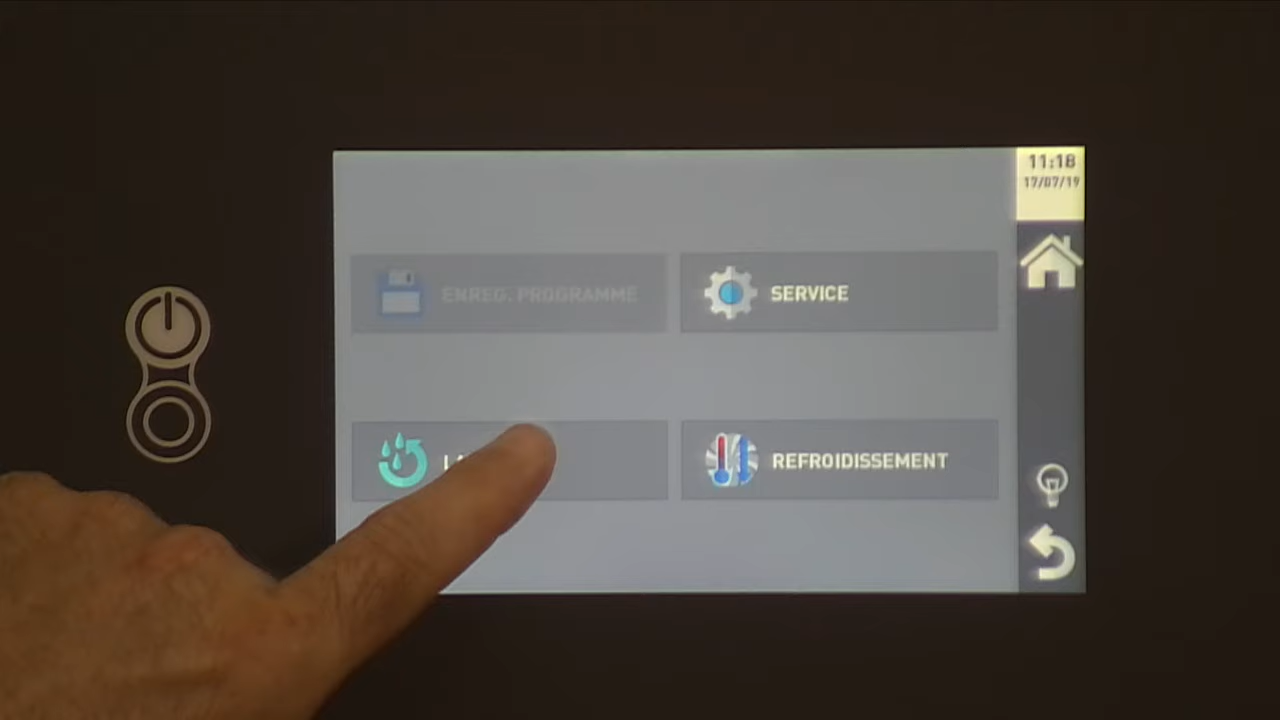 11:18
17/07/19
ENREG. PROGRAMME
SERVICE
REFROIDISSEMENT